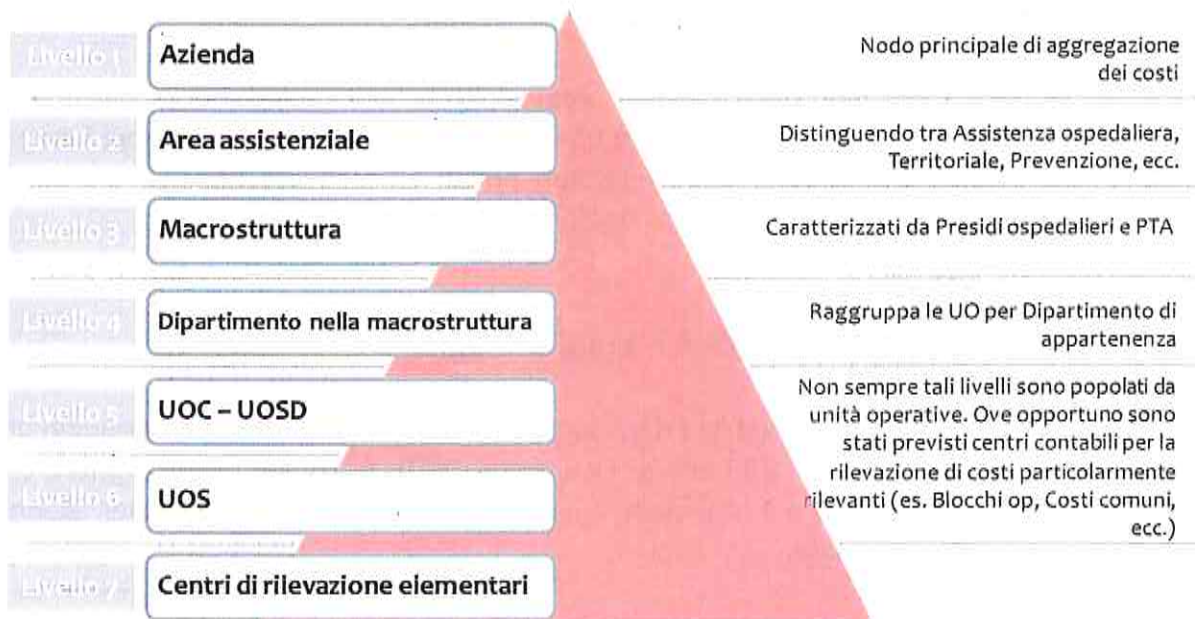 Livello 1
Azienda
Nodo principale di aggregazione
dei costi
Livello 2
Area assistenziale
Distinguendo tra Assistenza ospedaliera,
Territoriale, Prevenzione, ecc.
Livello 3
Macrostruttura
Caratterizzati da Presidi ospedalieri e PTA
Livello 4
Dipartimento nella macrostruttura
Raggruppa le UO per Dipartimento di
appartenenza
Livello 5
UOC – UOSD
Non sempre tali livelli sono popolati da
unità operative. Ove opportuno sono
stati previsti centri contabili per la
rilevazione di costi particolarmente
rilevanti (es. Blocchi op, Costi comuni,
ecc.)
Livello 6
UOS
Livello 7
Centri di rilevazione elementari